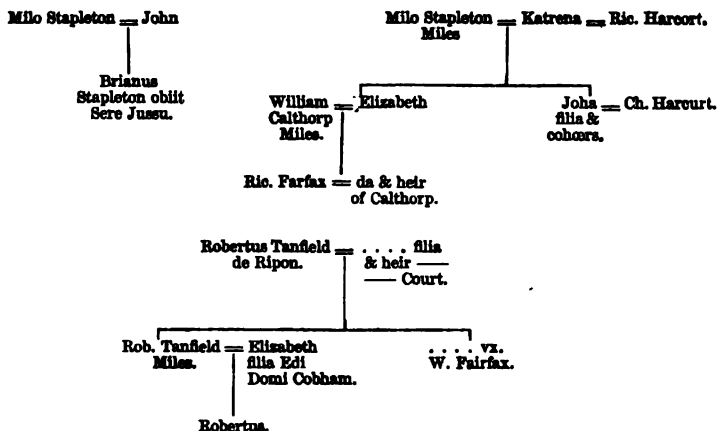 Milo Stapleton = John
Brianus
Stapleton obiit
Sere Jussu.
Milo Stapleton = Katrena = Ric. Harcort.
Miles
William = Elizabeth
Calthorp
Miles.
Joha = Ch. Harcurt.
filia &
cohœrs.
Ric. Farfax = da & heir
of Calthorp.
Robertus Tanfield = . . . . filia
de Ripon. & heir ——
—— Court.
Rob. Tanfield = Elizabeth
Miles. filia Edi
Domi Cobham.
. . . . vx.
W. Fairfax.
Robertus.